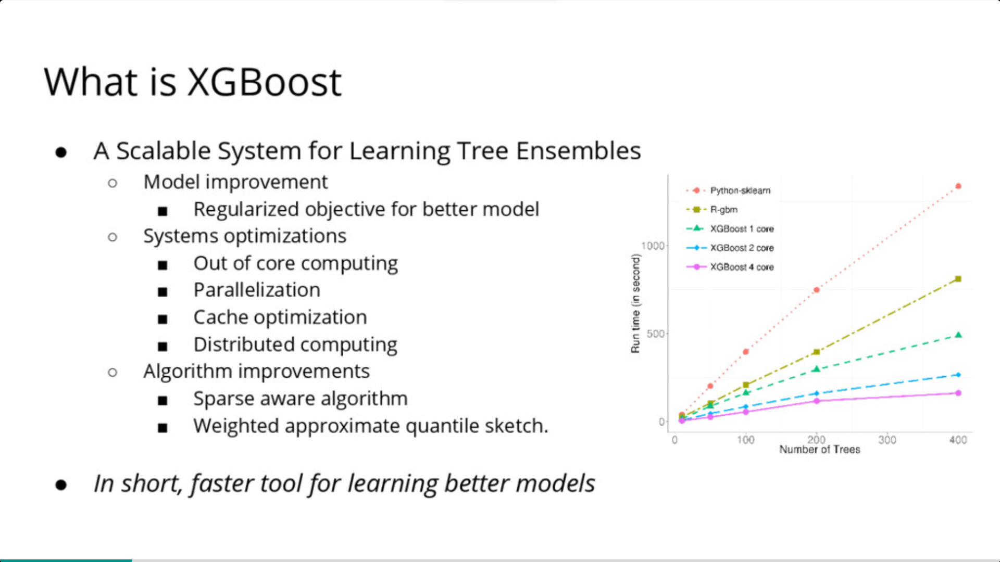 What is XGBoost
● A Scalable System for Learning Tree Ensembles
○ Model improvement
■ Regularized objective for better model
○ Systems optimizations
■ Out of core computing
■ Parallelization
■ Cache optimization
■ Distributed computing
○ Algorithm improvements
■ Sparse aware algorithm
■ Weighted approximate quantile sketch.
● In short, faster tool for learning better models
Python-sklearn
R-gbm
XGBoost 1 core
XGBoost 2 core
XGBoost 4 core
Run time (in second)
1000
500
0
0 100 200 300 400
Number of Trees